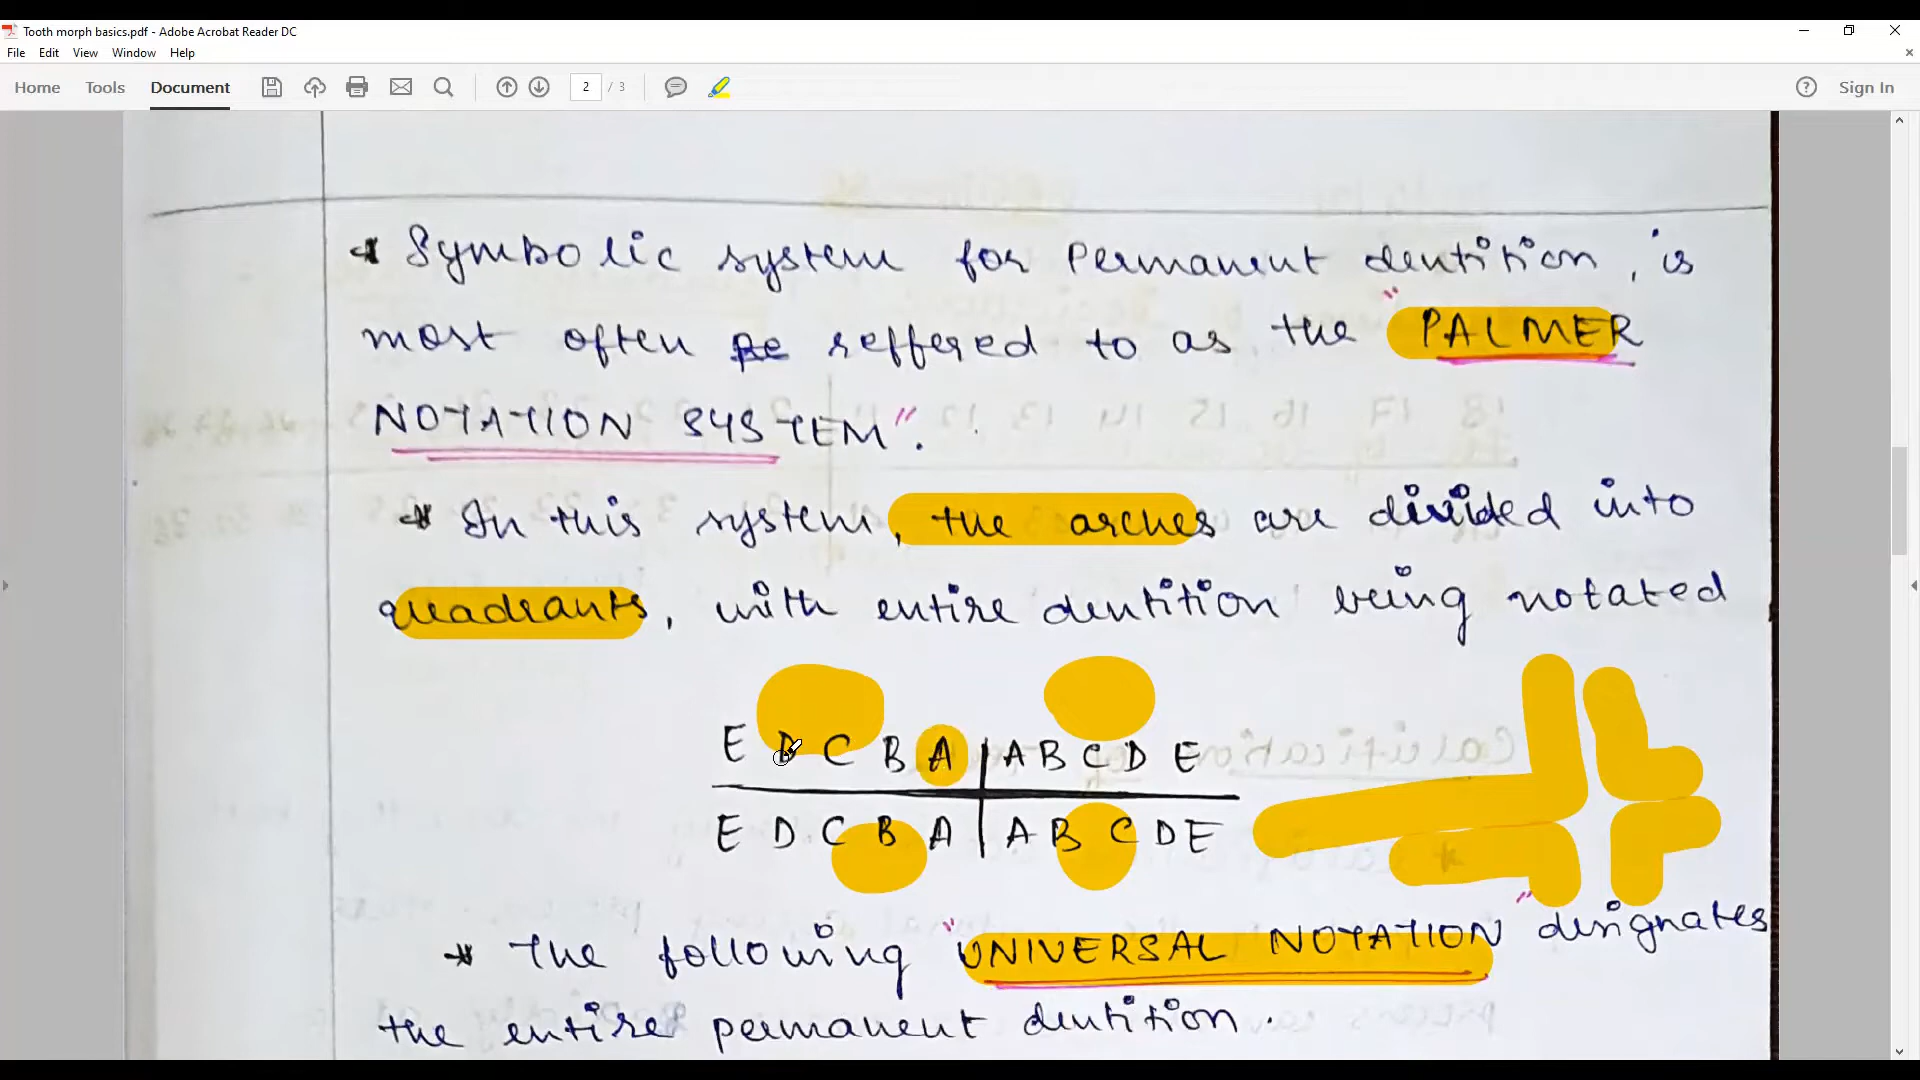 Tooth morph basics.pdf - Adobe Acrobat Reader DC
File Edit View Window Help
Home Tools Document 2 / 3 Sign In
Symbolic system for Permanent dentition, is
most often be reffered to as the "PALMER
NOTATION SYSTEM".
In this system, the arches are divided into
quadrants, with entire dentition being notated
E D C B A | A B C D E
E D C B A | A B C D E
The following "UNIVERSAL NOTATION" designates
the entire permanent dentition.